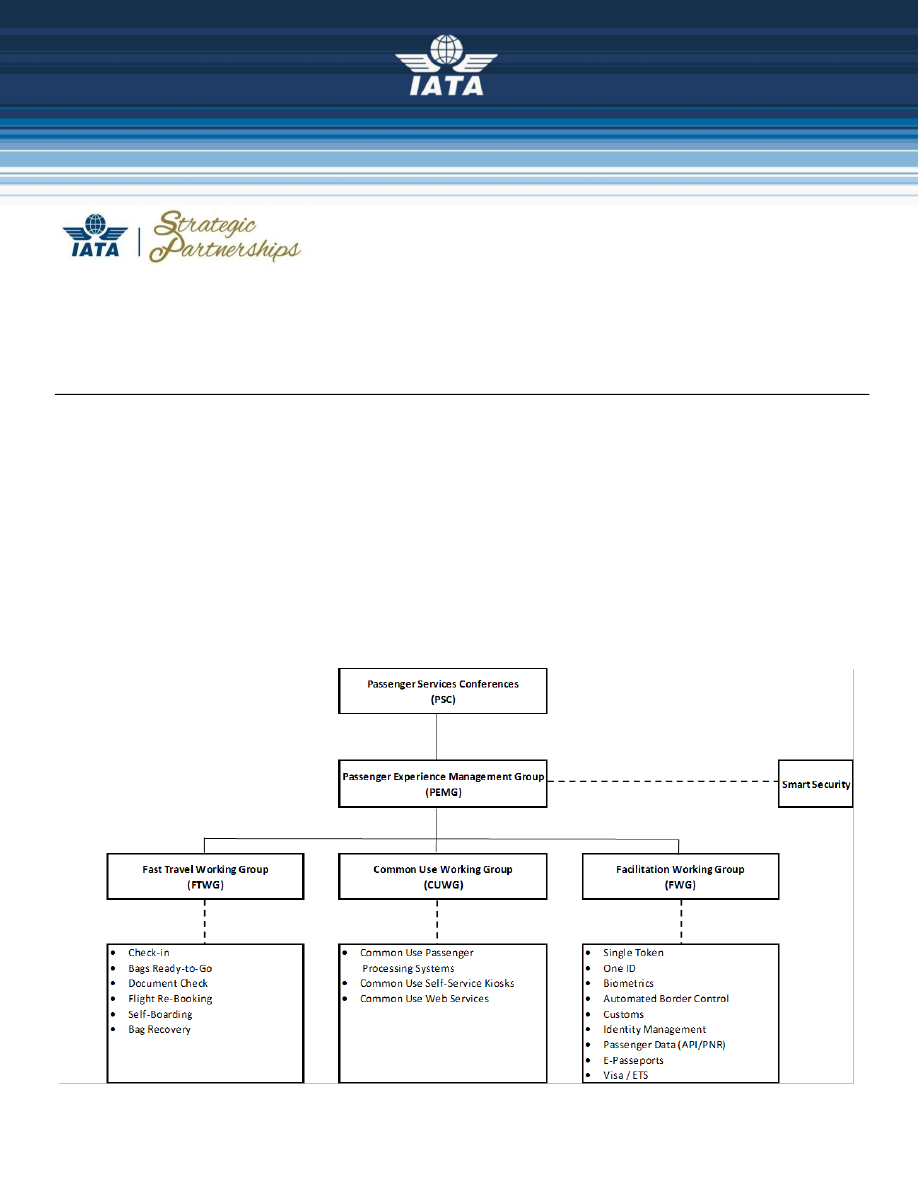 IATA
IATA
Strategic
Partnerships
Passenger Services Conferences
(PSC)
Passenger Experience Management Group
(PEMG)
Smart Security
Fast Travel Working Group
(FTWG)
Common Use Working Group
(CUWG)
Facilitation Working Group
(FWG)
• Check-in
• Bags Ready-to-Go
• Document Check
• Flight Re-Booking
• Self-Boarding
• Bag Recovery
• Common Use Passenger
Processing Systems
• Common Use Self-Service Kiosks
• Common Use Web Services
• Single Token
• One ID
• Biometrics
• Automated Border Control
• Customs
• Identity Management
• Passenger Data (API/PNR)
• E-Passeports
• Visa / ETS